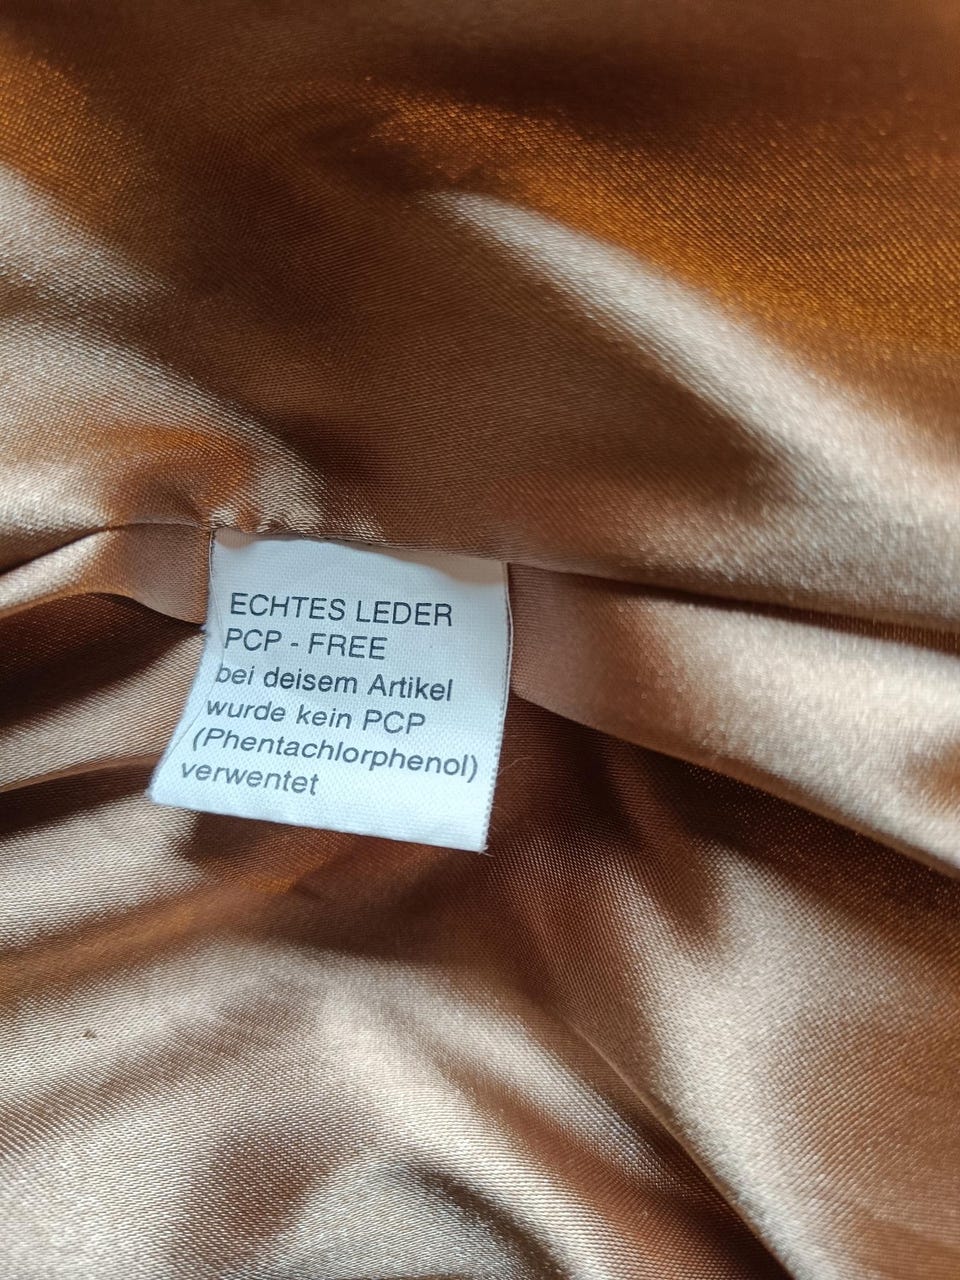 ECHTES LEDER
PCP - FREE
bei deisem Artikel
wurde kein PCP
(Phentachlorphenol)
verwentet